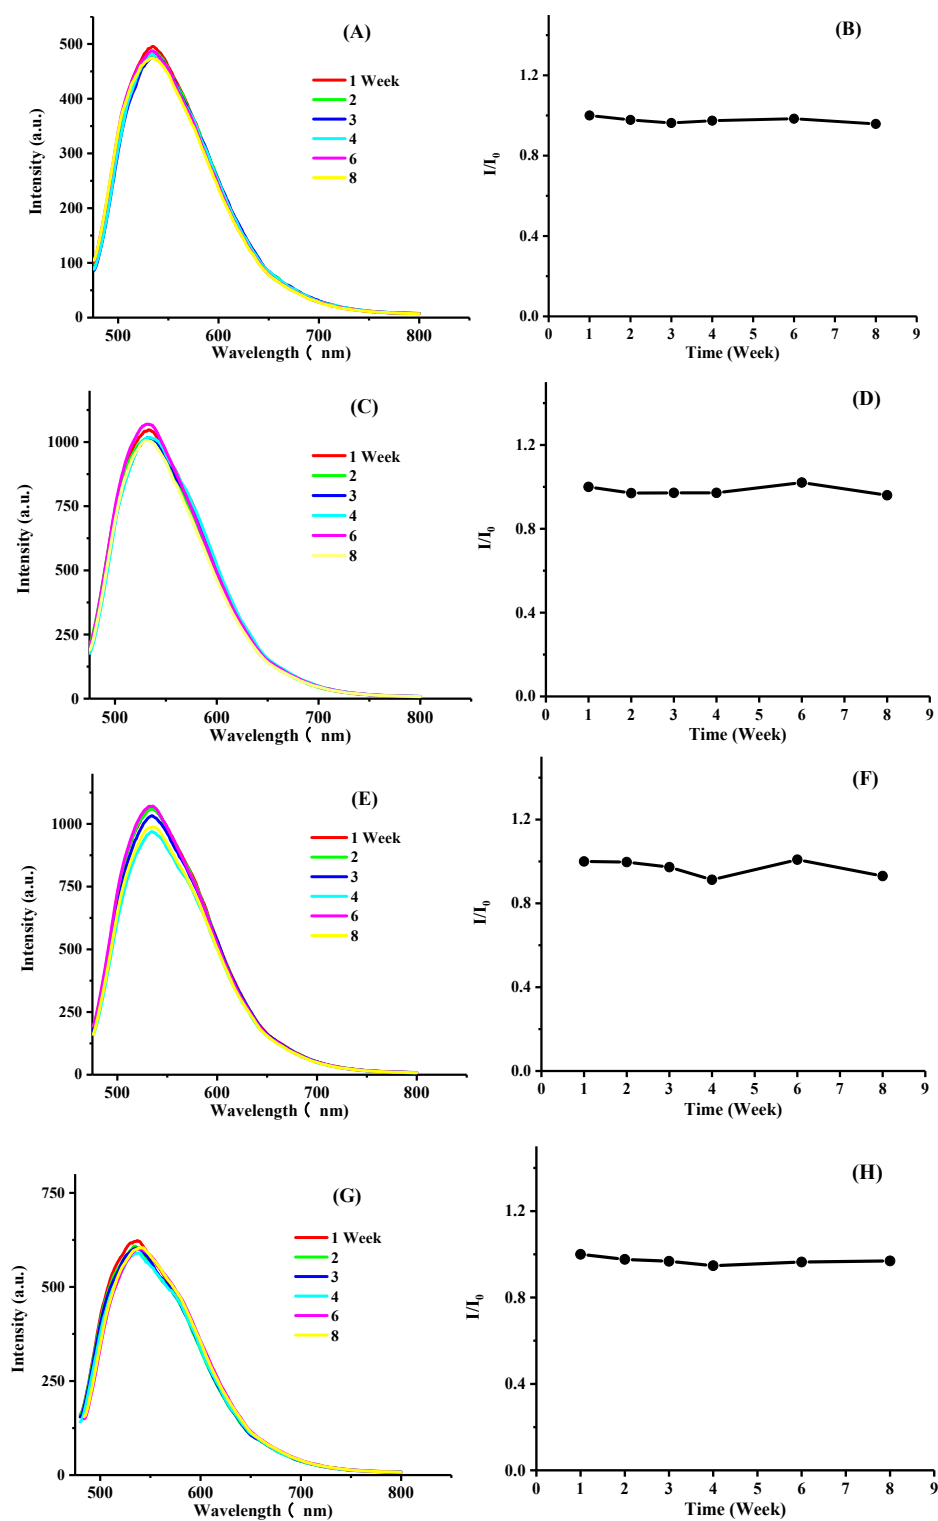 (A)
500
400
300
200
100
0
500
600
700
800
Intensity (a.u.)
Wavelength ( nm)
1 Week
2
3
4
6
8
(B)
1.2
0.8
0.4
0.0
0 1 2 3 4 5 6 7 8 9
I/I0
Time (Week)
(C)
1000
750
500
250
0
500
600
700
800
Intensity (a.u.)
Wavelength ( nm)
1 Week
2
3
4
6
8
(D)
1.2
0.8
0.4
0.0
0 1 2 3 4 5 6 7 8 9
I/I0
Time (Week)
(E)
1000
750
500
250
0
500
600
700
800
Intensity (a.u.)
Wavelength ( nm)
1 Week
2
3
4
6
8
(F)
1.2
0.8
0.4
0.0
0 1 2 3 4 5 6 7 8 9
I/I0
Time (Week)
(G)
750
500
250
0
500
600
700
800
Intensity (a.u.)
Wavelength ( nm)
1 Week
2
3
4
6
8
(H)
1.2
0.8
0.4
0.0
0 1 2 3 4 5 6 7 8 9
I/I0
Time (Week)